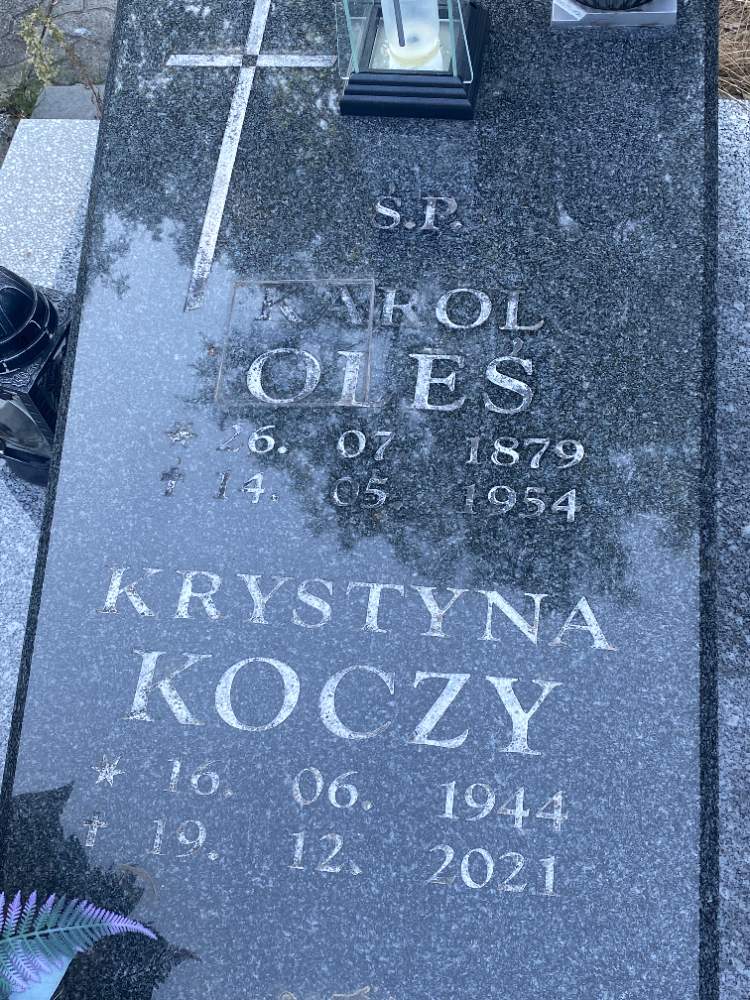 Ś.P.
KAROL
OLEŚ
* 26. 07 1879
† 14. 05. 1954
KRYSTYNA
KOCZY
* 16. 06. 1944
† 19. 12. 2021